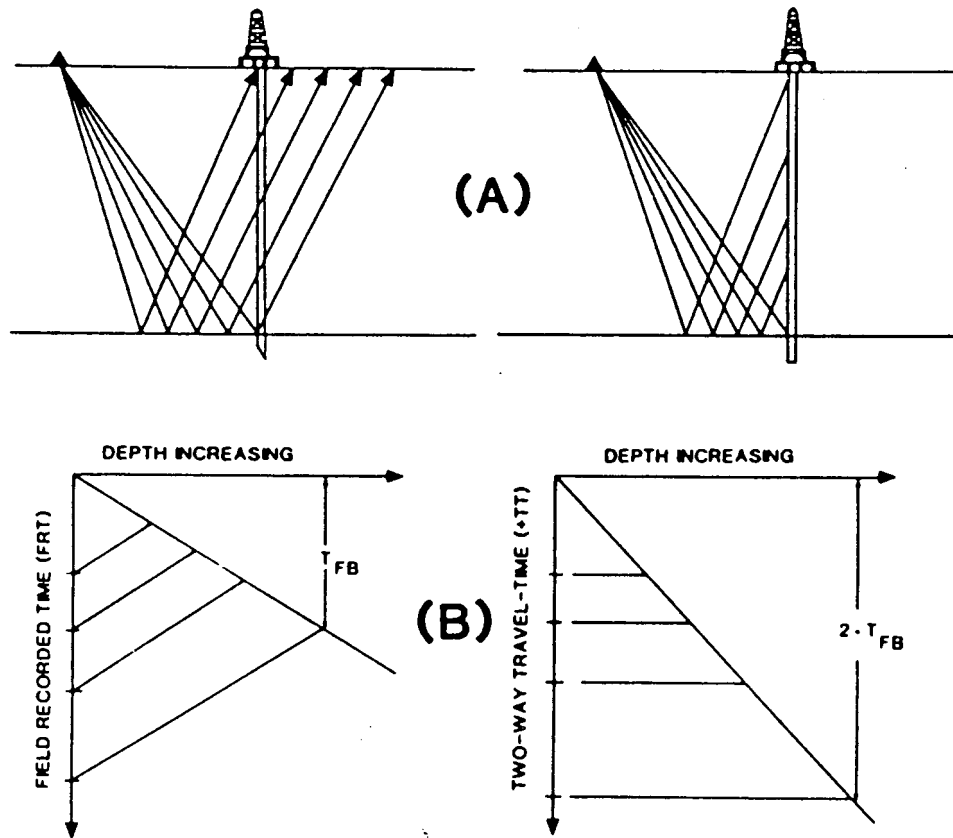 (A)
DEPTH INCREASING
FIELD RECORDED TIME (FRT)
T FB
(B)
DEPTH INCREASING
TWO-WAY TRAVEL-TIME (+TT)
2 · T FB